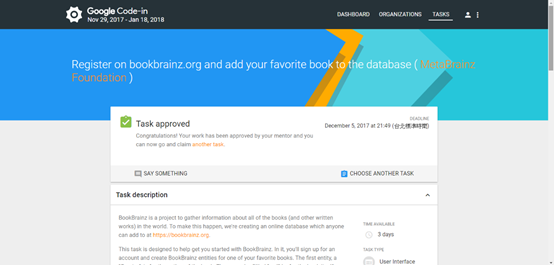 Google Code-in
Nov 29, 2017 - Jan 18, 2018
DASHBOARD
ORGANIZATIONS
TASKS
Register on bookbrainz.org and add your favorite book to the database ( MetaBrainz
Foundation )
Task approved
Congratulations! Your work has been approved by your mentor and you
can now go and claim another task.
DEADLINE
December 5, 2017 at 21:49 (台北標準時間)
SAY SOMETHING
CHOOSE ANOTHER TASK
Task description
BookBrainz is a project to gather information about all of the books (and other written
works) in the world. To make this happen, we're creating an online database which anyone
can add to at https://bookbrainz.org.
This task is designed to help get you started with BookBrainz. In it, you'll sign up for an
account and create BookBrainz entities for one of your favorite books. The first entity, a
TIME AVAILABLE
3 days
TASK TYPE
User Interface